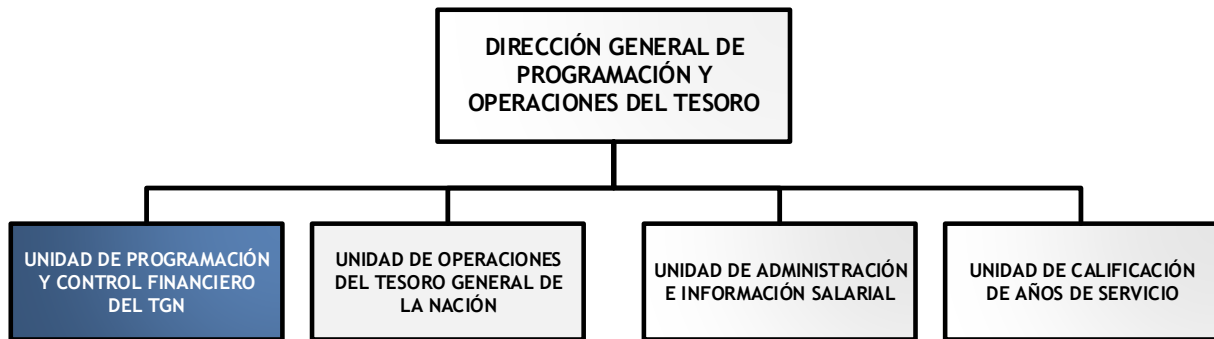 DIRECCIÓN GENERAL DE
PROGRAMACIÓN Y
OPERACIONES DEL TESORO
UNIDAD DE PROGRAMACIÓN
Y CONTROL FINANCIERO
DEL TGN
UNIDAD DE OPERACIONES
DEL TESORO GENERAL DE
LA NACIÓN
UNIDAD DE ADMINISTRACIÓN
E INFORMACIÓN SALARIAL
UNIDAD DE CALIFICACIÓN
DE AÑOS DE SERVICIO